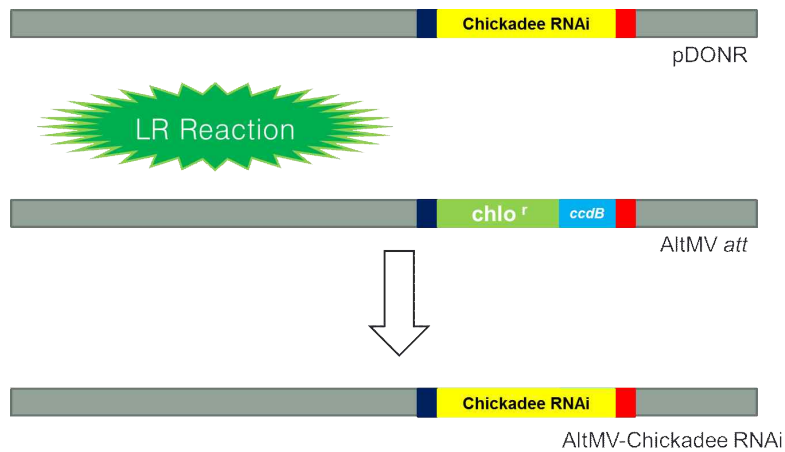 Chickadee RNAi
pDONR
LR Reaction
chlo r ccdB
AltMV att
Chickadee RNAi
AltMV-Chickadee RNAi